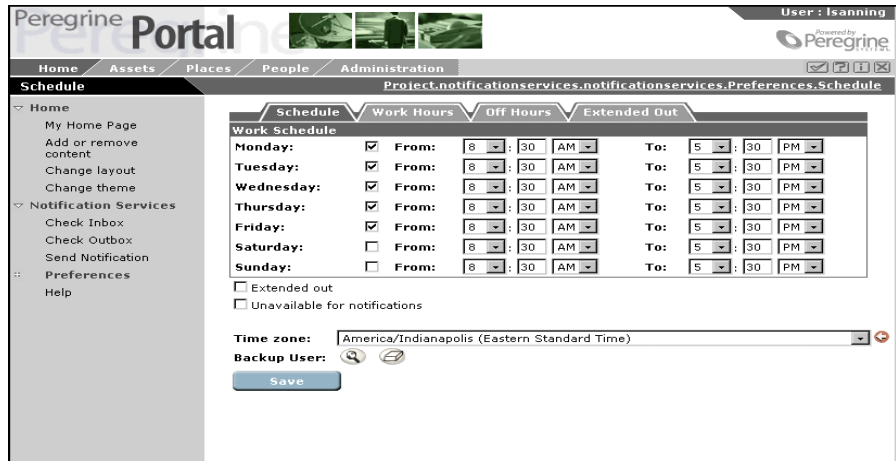 Peregrine Portal
User : lsanning
Powered by
Peregrine
SYSTEMS
Home Assets Places People Administration
Schedule Project.notificationservices.notificationservices.Preferences.Schedule
Home
My Home Page
Add or remove
content
Change layout
Change theme
Notification Services
Check Inbox
Check Outbox
Send Notification
Preferences
Help
Schedule Work Hours Off Hours Extended Out
Work Schedule
Monday: From: 8 : 30 AM To: 5 : 30 PM
Tuesday: From: 8 : 30 AM To: 5 : 30 PM
Wednesday: From: 8 : 30 AM To: 5 : 30 PM
Thursday: From: 8 : 30 AM To: 5 : 30 PM
Friday: From: 8 : 30 AM To: 5 : 30 PM
Saturday: From: 8 : 30 AM To: 5 : 30 PM
Sunday: From: 8 : 30 AM To: 5 : 30 PM
Extended out
Unavailable for notifications
Time zone: America/Indianapolis (Eastern Standard Time)
Backup User:
Save